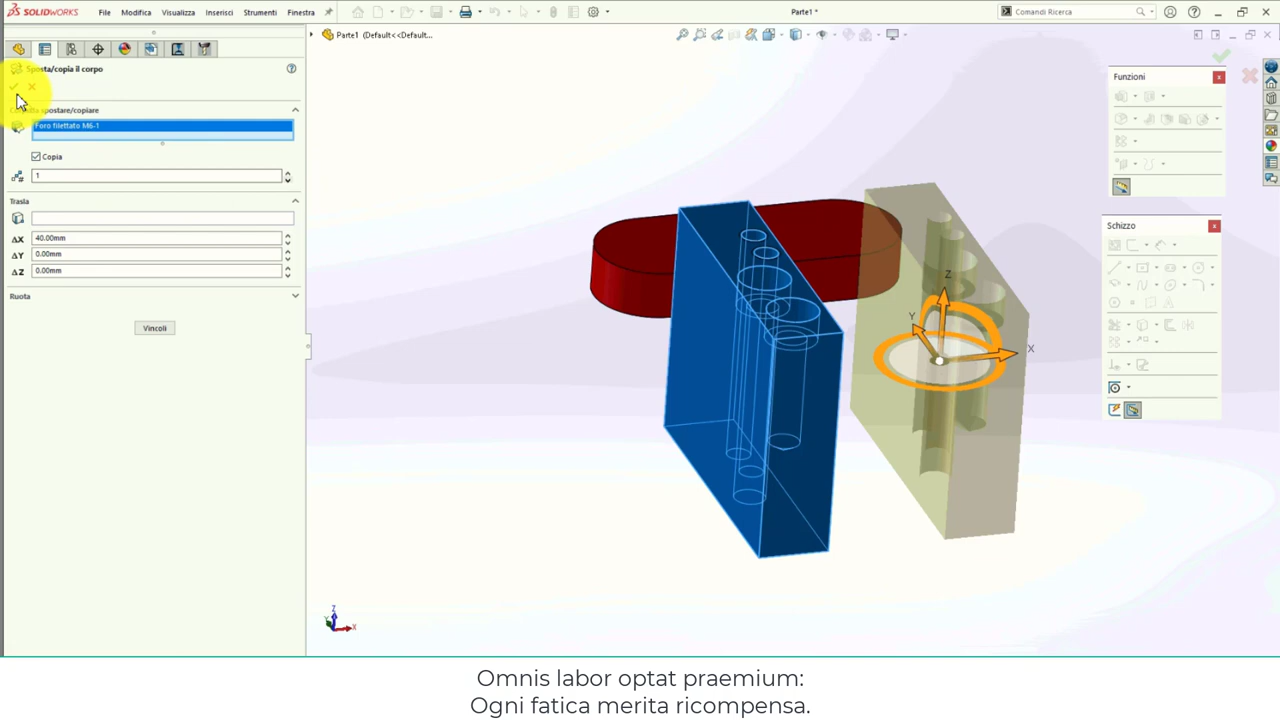 SOLIDWORKS File Modifica Visualizza Inserisci Strumenti Finestra Parte1 * Comandi Ricerca
Parte1 (Default<<Default...
Sposta/copia il corpo
spostare/copiare
Foro filettato M6-1
Copia
1
Trasla
ΔX 40.00mm
ΔY 0.00mm
ΔZ 0.00mm
Ruota
Vincoli
Funzioni
Schizzo
Z
Y
X
Z
X
Omnis labor optat praemium:
Ogni fatica merita ricompensa.